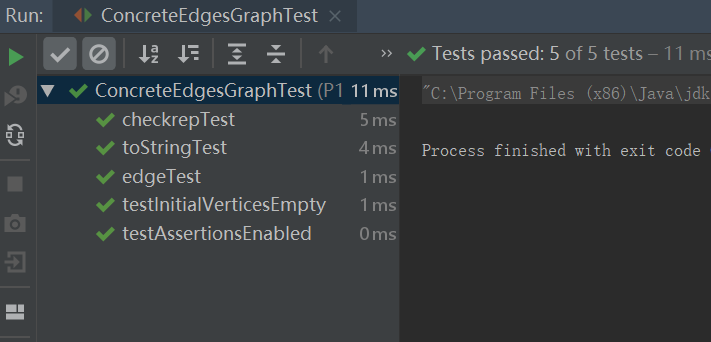 Run: ConcreteEdgesGraphTest
Tests passed: 5 of 5 tests – 11 ms
ConcreteEdgesGraphTest (P1 11 ms
checkrepTest 5 ms
toStringTest 4 ms
edgeTest 1 ms
testInitialVerticesEmpty 1 ms
testAssertionsEnabled 0 ms
"C:\Program Files (x86)\Java\jdk
Process finished with exit code